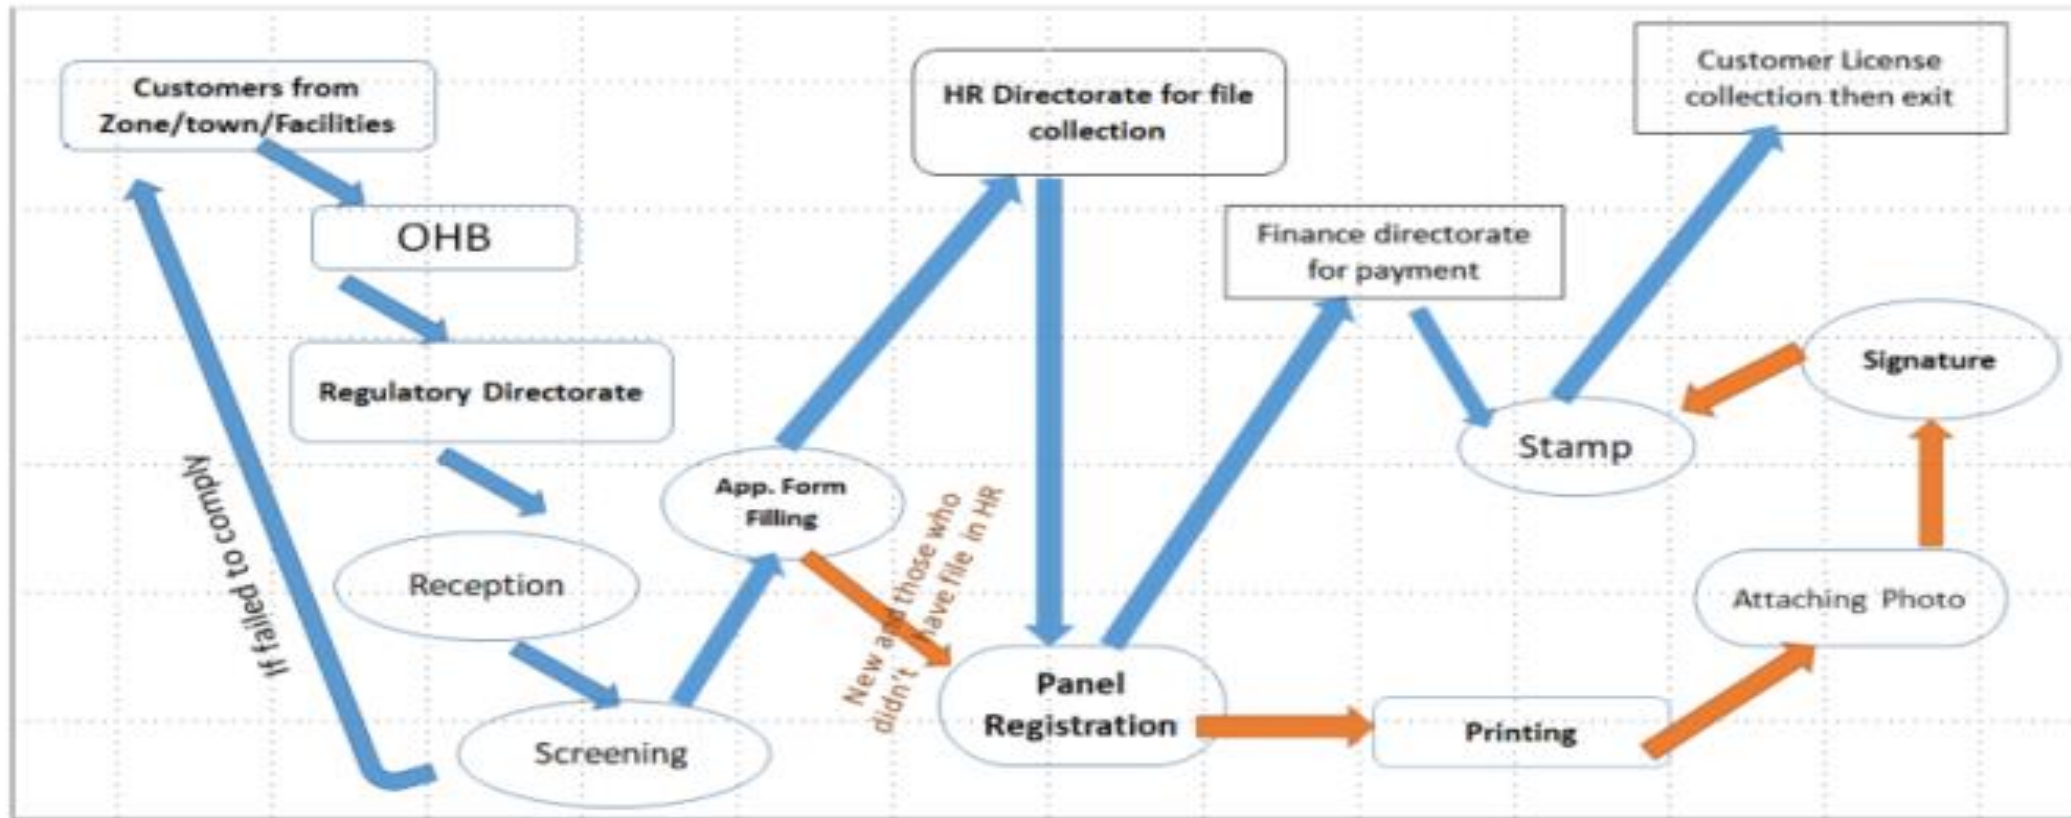 Customers from
Zone/town/Facilities
OHB
Regulatory Directorate
Reception
Screening
If failed to comply
App. Form
Filling
New and those who
didn't have file in HR
HR Directorate for file
collection
Panel
Registration
Finance directorate
for payment
Printing
Attaching Photo
Signature
Stamp
Customer License
collection then exit